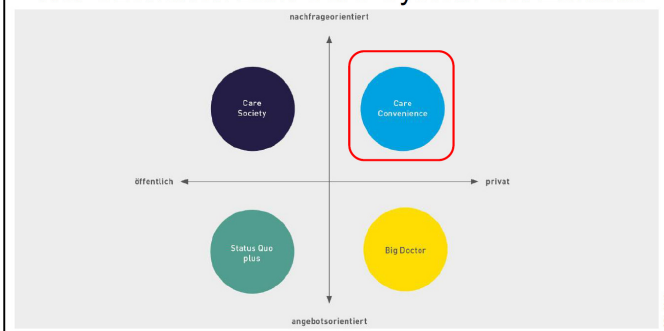 nachfrageorientiert
Care
Society
Care
Convenience
öffentlich
privat
Status Quo
plus
Big Doctor
angebotsorientiert